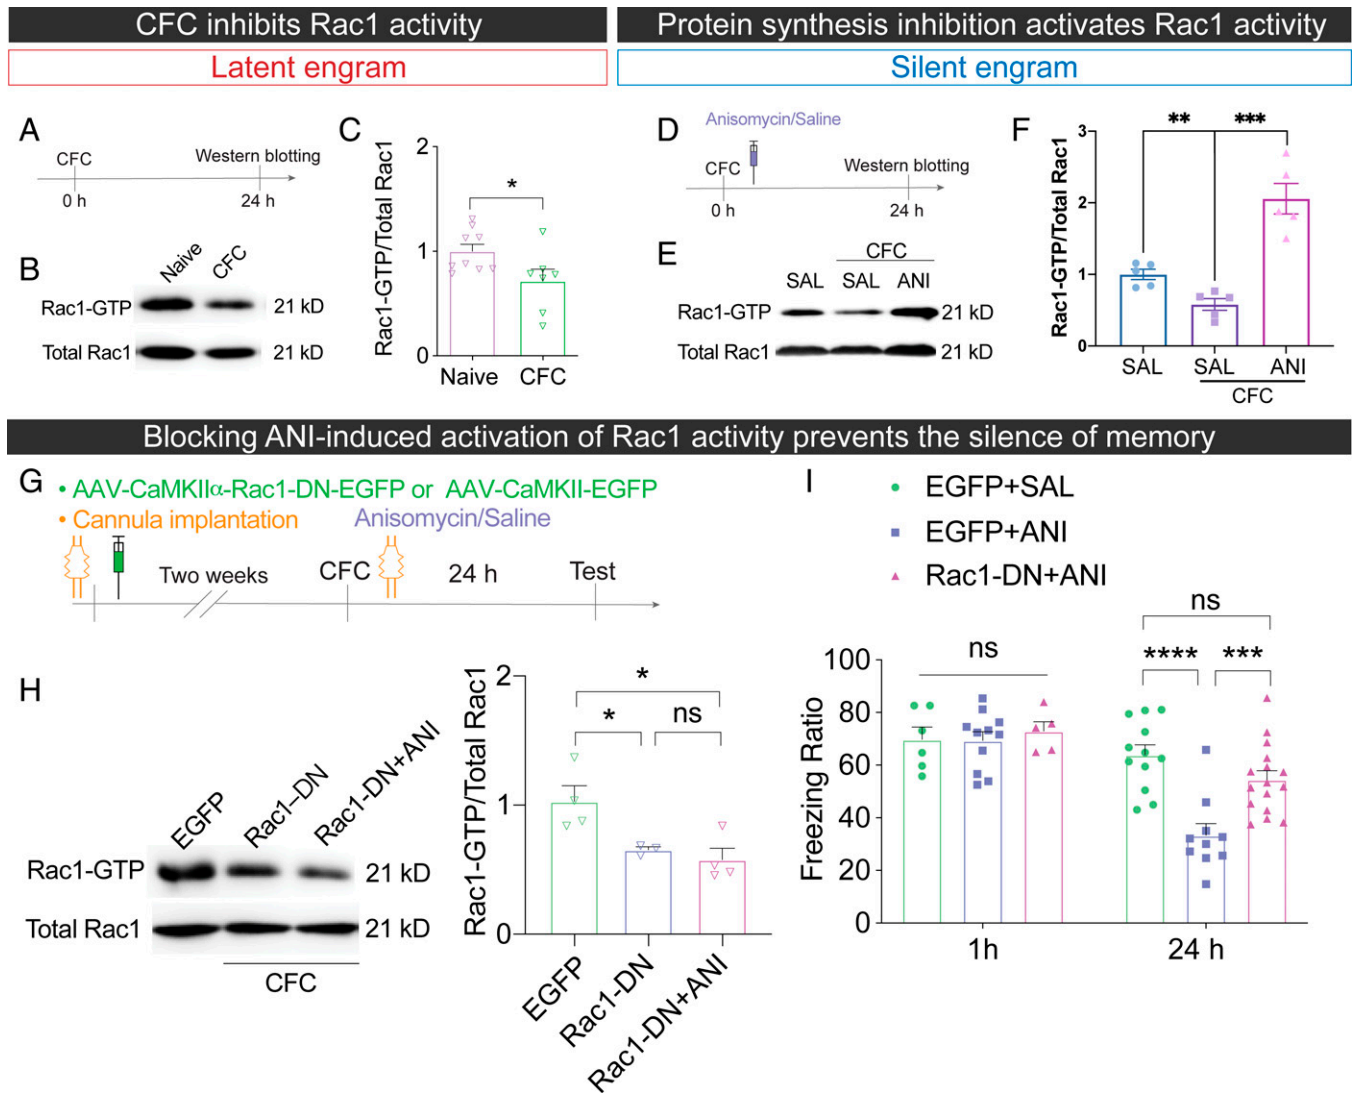 CFC inhibits Rac1 activity
Protein synthesis inhibition activates Rac1 activity
Latent engram
Silent engram
A
CFC
Western blotting
0 h
24 h
B
Naive
CFC
Rac1-GTP
21 kD
Total Rac1
21 kD
C
Rac1-GTP/Total Rac1
2
1
0
*
Naive
CFC
D
Anisomycin/Saline
CFC
Western blotting
0 h
24 h
E
CFC
SAL
SAL
ANI
Rac1-GTP
21 kD
Total Rac1
21 kD
F
Rac1-GTP/Total Rac1
3
2
1
0
**
***
SAL
SAL
ANI
CFC
Blocking ANI-induced activation of Rac1 activity prevents the silence of memory
G
• AAV-CaMKIIα-Rac1-DN-EGFP or AAV-CaMKII-EGFP
• Cannula implantation
Anisomycin/Saline
Two weeks
CFC
24 h
Test
H
EGFP
Rac1–DN
Rac1-DN+ANI
Rac1-GTP
21 kD
Total Rac1
21 kD
CFC
Rac1-GTP/Total Rac1
2
1
0
*
*
ns
EGFP
Rac1-DN
Rac1-DN+ANI
I
EGFP+SAL
EGFP+ANI
Rac1-DN+ANI
Freezing Ratio
100
80
60
40
20
0
ns
ns
****
***
1h
24 h